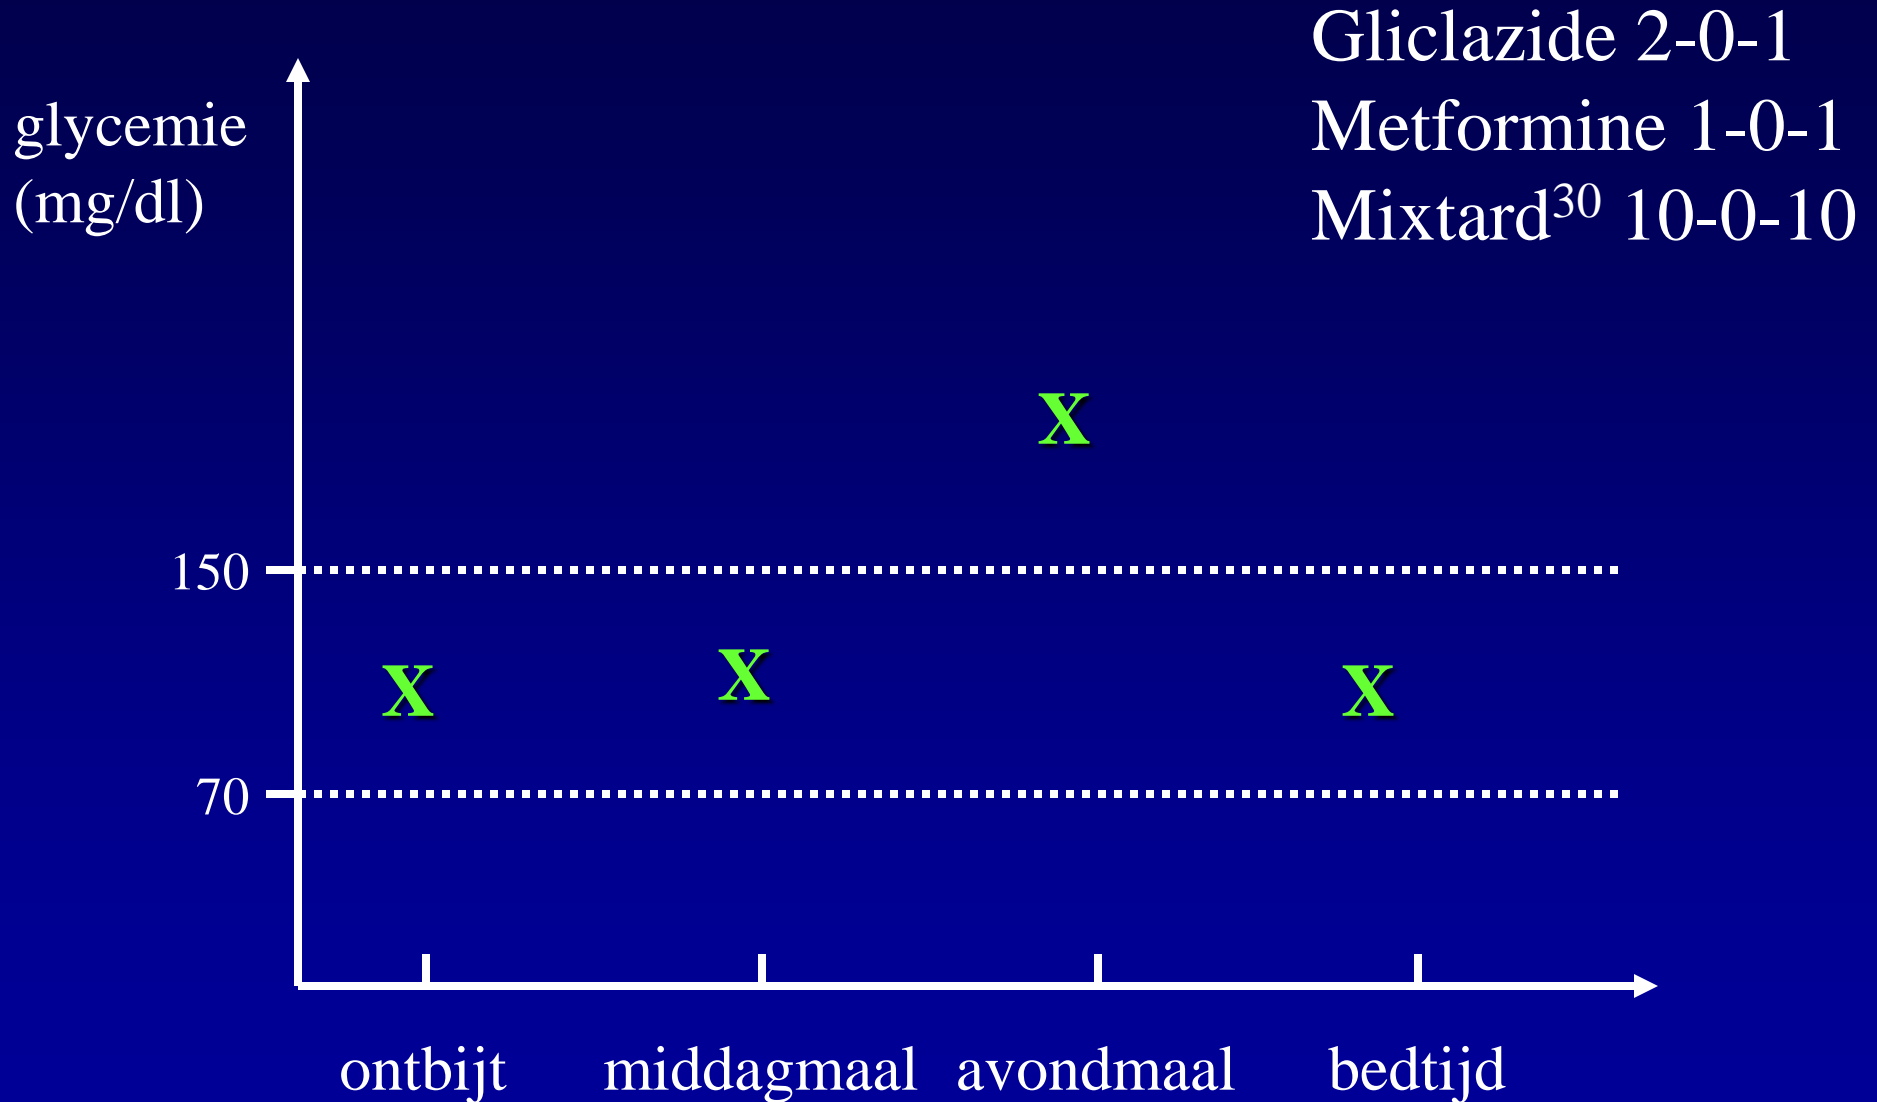 Gliclazide 2-0-1
Metformine 1-0-1
Mixtard³⁰ 10-0-10
glycemie
(mg/dl)
X
X
150
X
X
70
ontbijt middagmaal avondmaal bedtijd